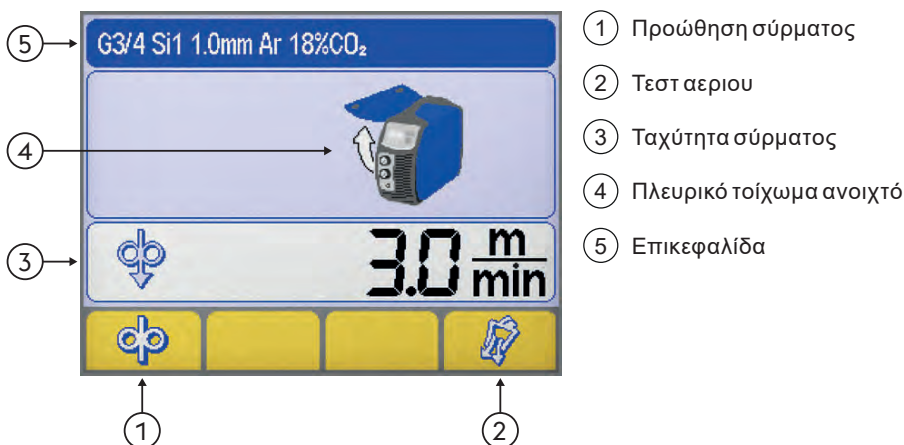 ⑤ G3/4 Si1 1.0mm Ar 18%CO₂
④
③ 3.0 m/min
① ②
① Προώθηση σύρματος
② Τεστ αεριου
③ Ταχύτητα σύρματος
④ Πλευρικό τοίχωμα ανοιχτό
⑤ Επικεφαλίδα